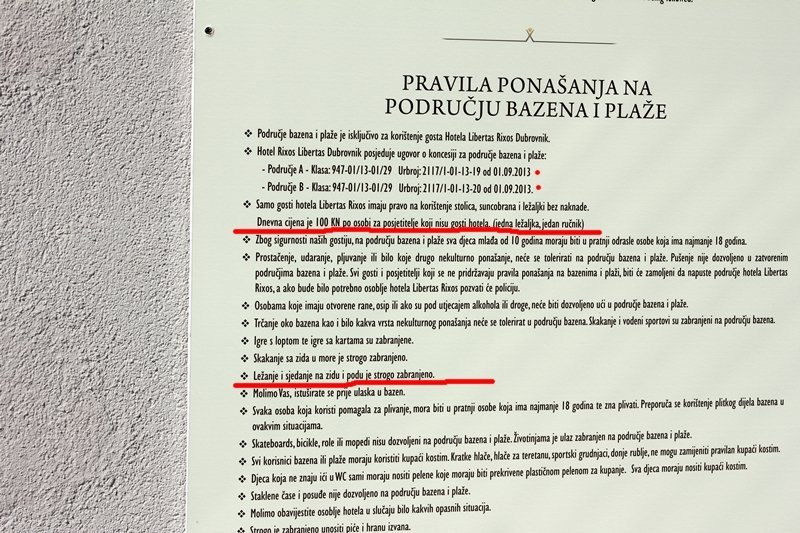 PRAVILA PONAŠANJA NA
PODRUČJU BAZENA I PLAŽE
❖ Područje bazena i plaže je isključivo za korištenje gosta Hotela Libertas Rixos Dubrovnik.
❖ Hotel Rixos Libertas Dubrovnik posjeduje ugovor o koncesiji za područje bazena i plaže:
- Područje A - Klasa: 947-01/13-01/29 Urbroj: 2117/1-01-13-19 od 01.09.2013
- Područje B - Klasa: 947-01/13-01/29 Urbroj: 2117/1-01-13-20 od 01.09.2013.
❖ Samo gosti hotela Libertas Rixos imaju pravo na korištenje stolica, suncobrana i ležaljki bez naknade.
Dnevna cijena je 100 KN po osobi za posjetitelje koji nisu gosti hotela. (jedna ležaljka, jedan ručnik)
❖ Zbog sigurnosti naših gostiju, na području bazena i plaže sva djeca mlađa od 10 godina moraju biti u pratnji odrasle osobe koja ima najmanje 18 godina.
❖ Prostačenje, udaranje, pljuvanje ili bilo koje drugo nekulturno ponašanje, neće se tolerirati na području bazena i plaže. Pušenje nije dozvoljeno u zatvorenim
područjima bazena i plaže. Svi gosti i posjetitelji koji se ne pridržavaju pravila ponašanja na bazenima i plaži, biti će zamoljeni da napuste područje hotela Libertas
Rixos, a ako bude bilo potrebno osoblje hotela Libertas Rixos pozvati će policiju.
❖ Osobama koje imaju otvorene rane, osip ili ako su pod utjecajem alkohola ili droge, neće biti dozvoljeno ući u područje bazena i plaže.
❖ Trčanje oko bazena kao i bilo kakva vrsta nekulturnog ponašanja neće se tolerirat u području bazena. Skakanje i vodeni sportovi su zabranjeni na području bazena.
❖ Igre s loptom te igre sa kartama su zabranjene.
❖ Skakanje sa zida u more je strogo zabranjeno.
❖ Ležanje i sjedanje na zidu i podu je strogo zabranjeno.
❖ Molimo Vas, istuširate se prije ulaska u bazen.
❖ Svaka osoba koja koristi pomagala za plivanje, mora biti u pratnji osobe koja ima najmanje 18 godina te zna plivati. Preporuča se korištenje plitkog dijela bazena u
ovakvim situacijama.
❖ Skateboards, bicikle, role ili mopedi nisu dozvoljeni na području bazena i plaže. Životinjama je ulaz zabranjen na područje bazena i plaže.
❖ Svi korisnici bazena ili plaže moraju koristiti kupaći kostim. Kratke hlače, hlače za teretanu, sportski grudnjaci, donje rublje, ne mogu zamijeniti pravilan kupaći kostim.
❖ Djeca koja ne znaju ići u WC sami moraju nositi pelene koje moraju biti prekrivene plastičnom pelenom za kupanje. Sva djeca moraju nositi kupaći kostim.
❖ Staklene čase i posuđe nije dozvoljeno na području bazena i plaže.
❖ Molimo obavijestite osoblje hotela u slučaju bilo kakvih opasnih situacija.
❖ Strogo je zabranjeno unositi piće i hranu izvana.